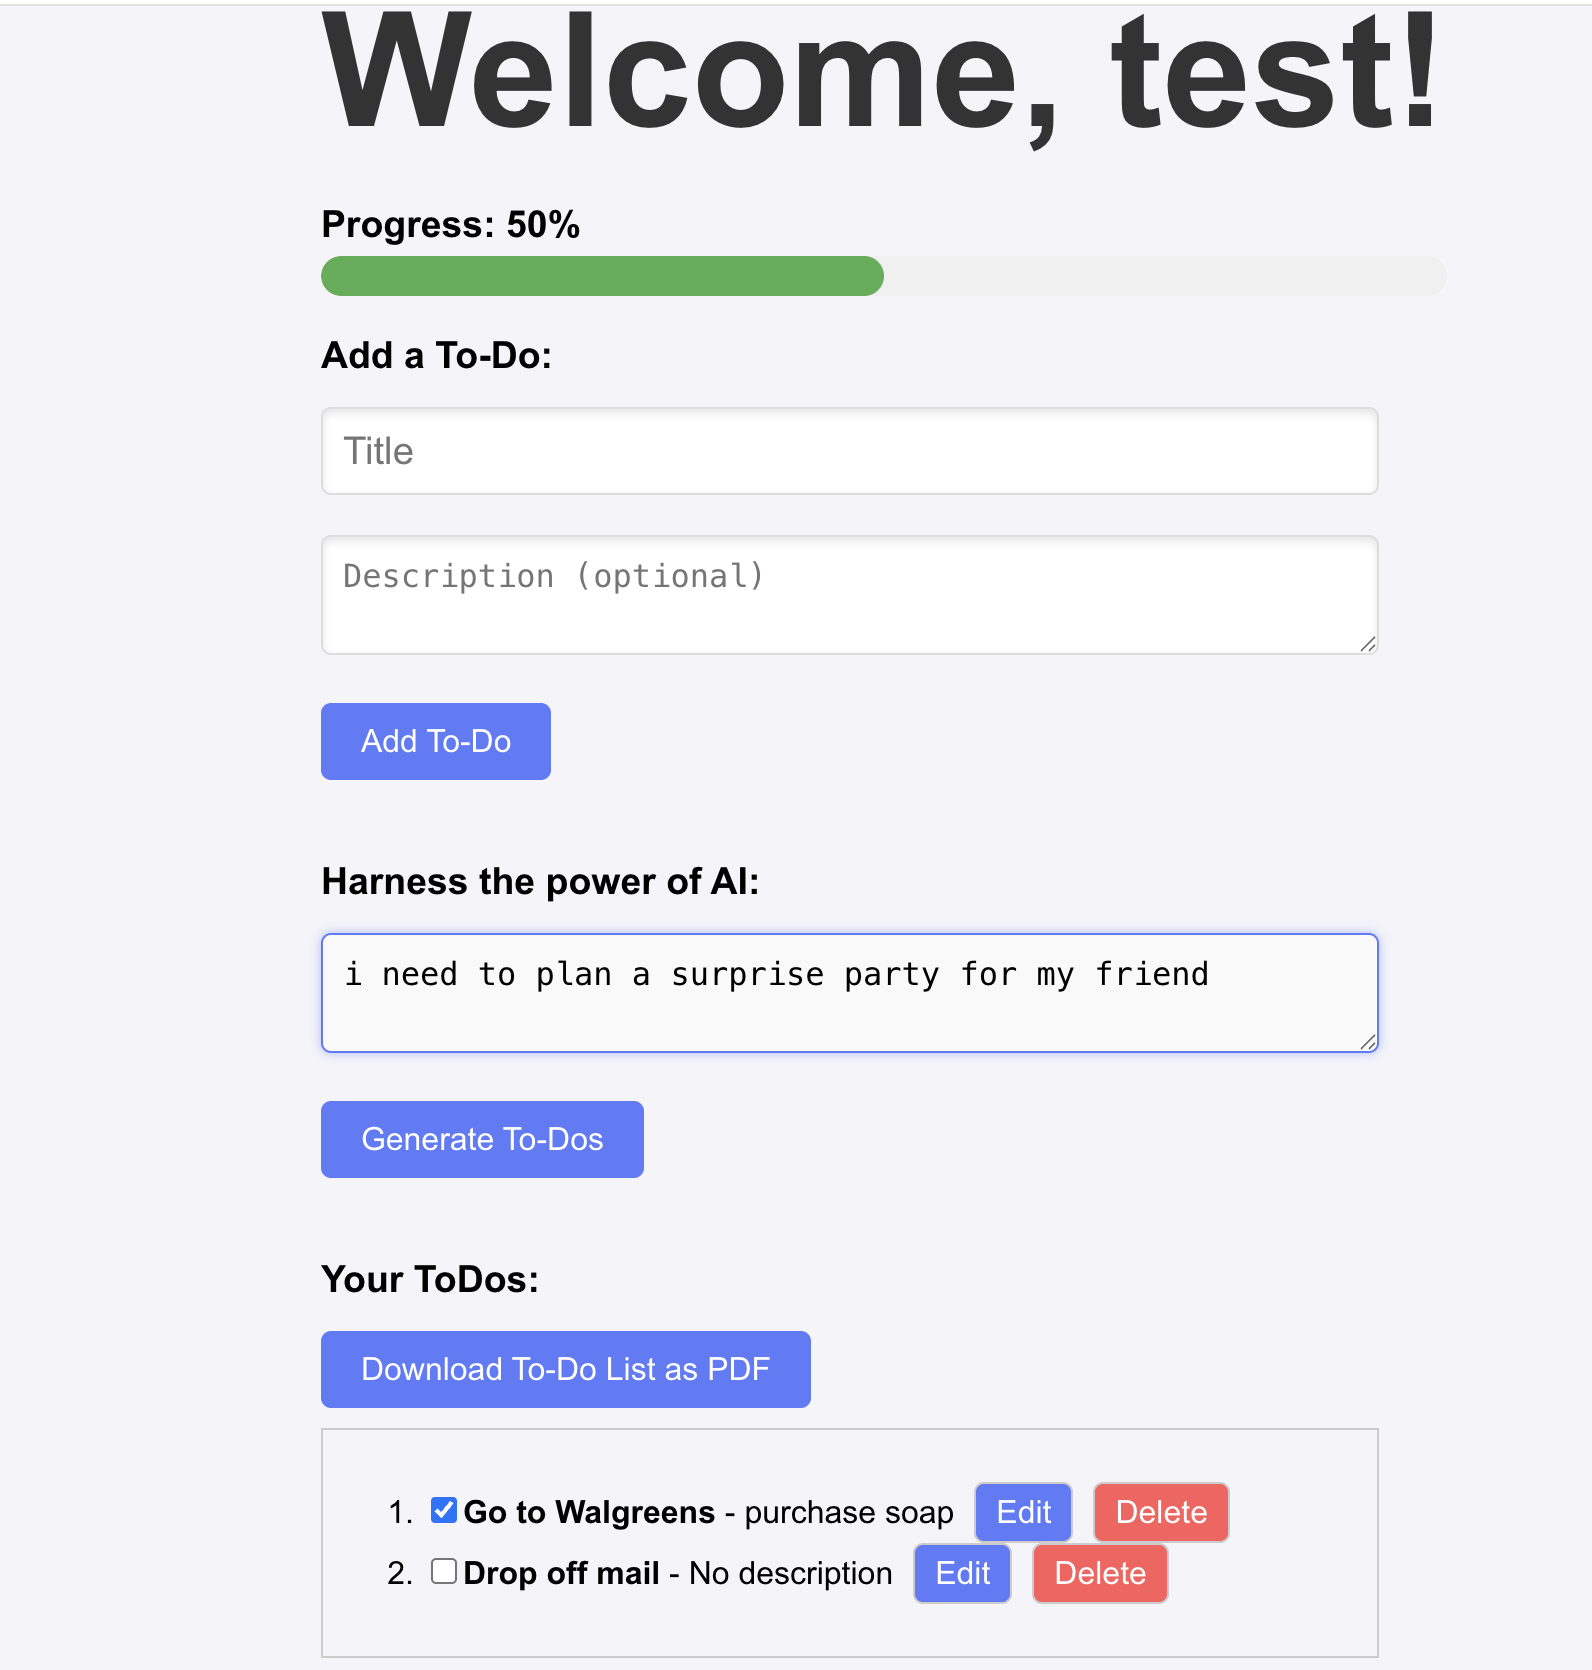 Welcome, test!
Progress: 50%
Add a To-Do:
Title
Description (optional)
Add To-Do
Harness the power of AI:
i need to plan a surprise party for my friend
Generate To-Dos
Your ToDos:
Download To-Do List as PDF
1. Go to Walgreens - purchase soap Edit Delete
2. Drop off mail - No description Edit Delete